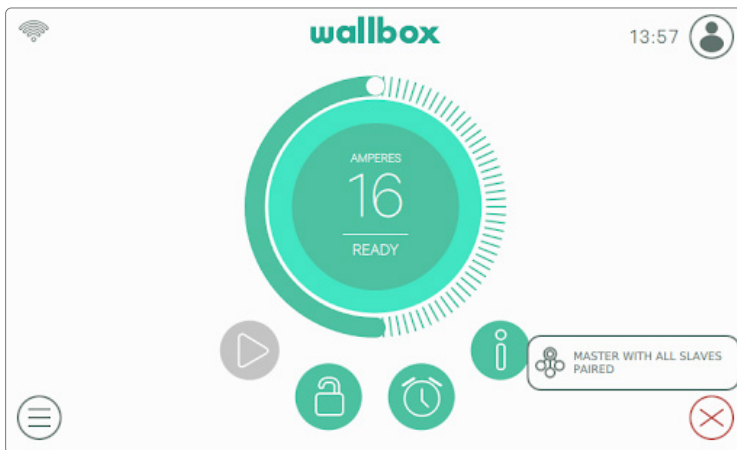 wallbox
13:57
AMPERES
16
READY
MASTER WITH ALL SLAVES
PAIRED